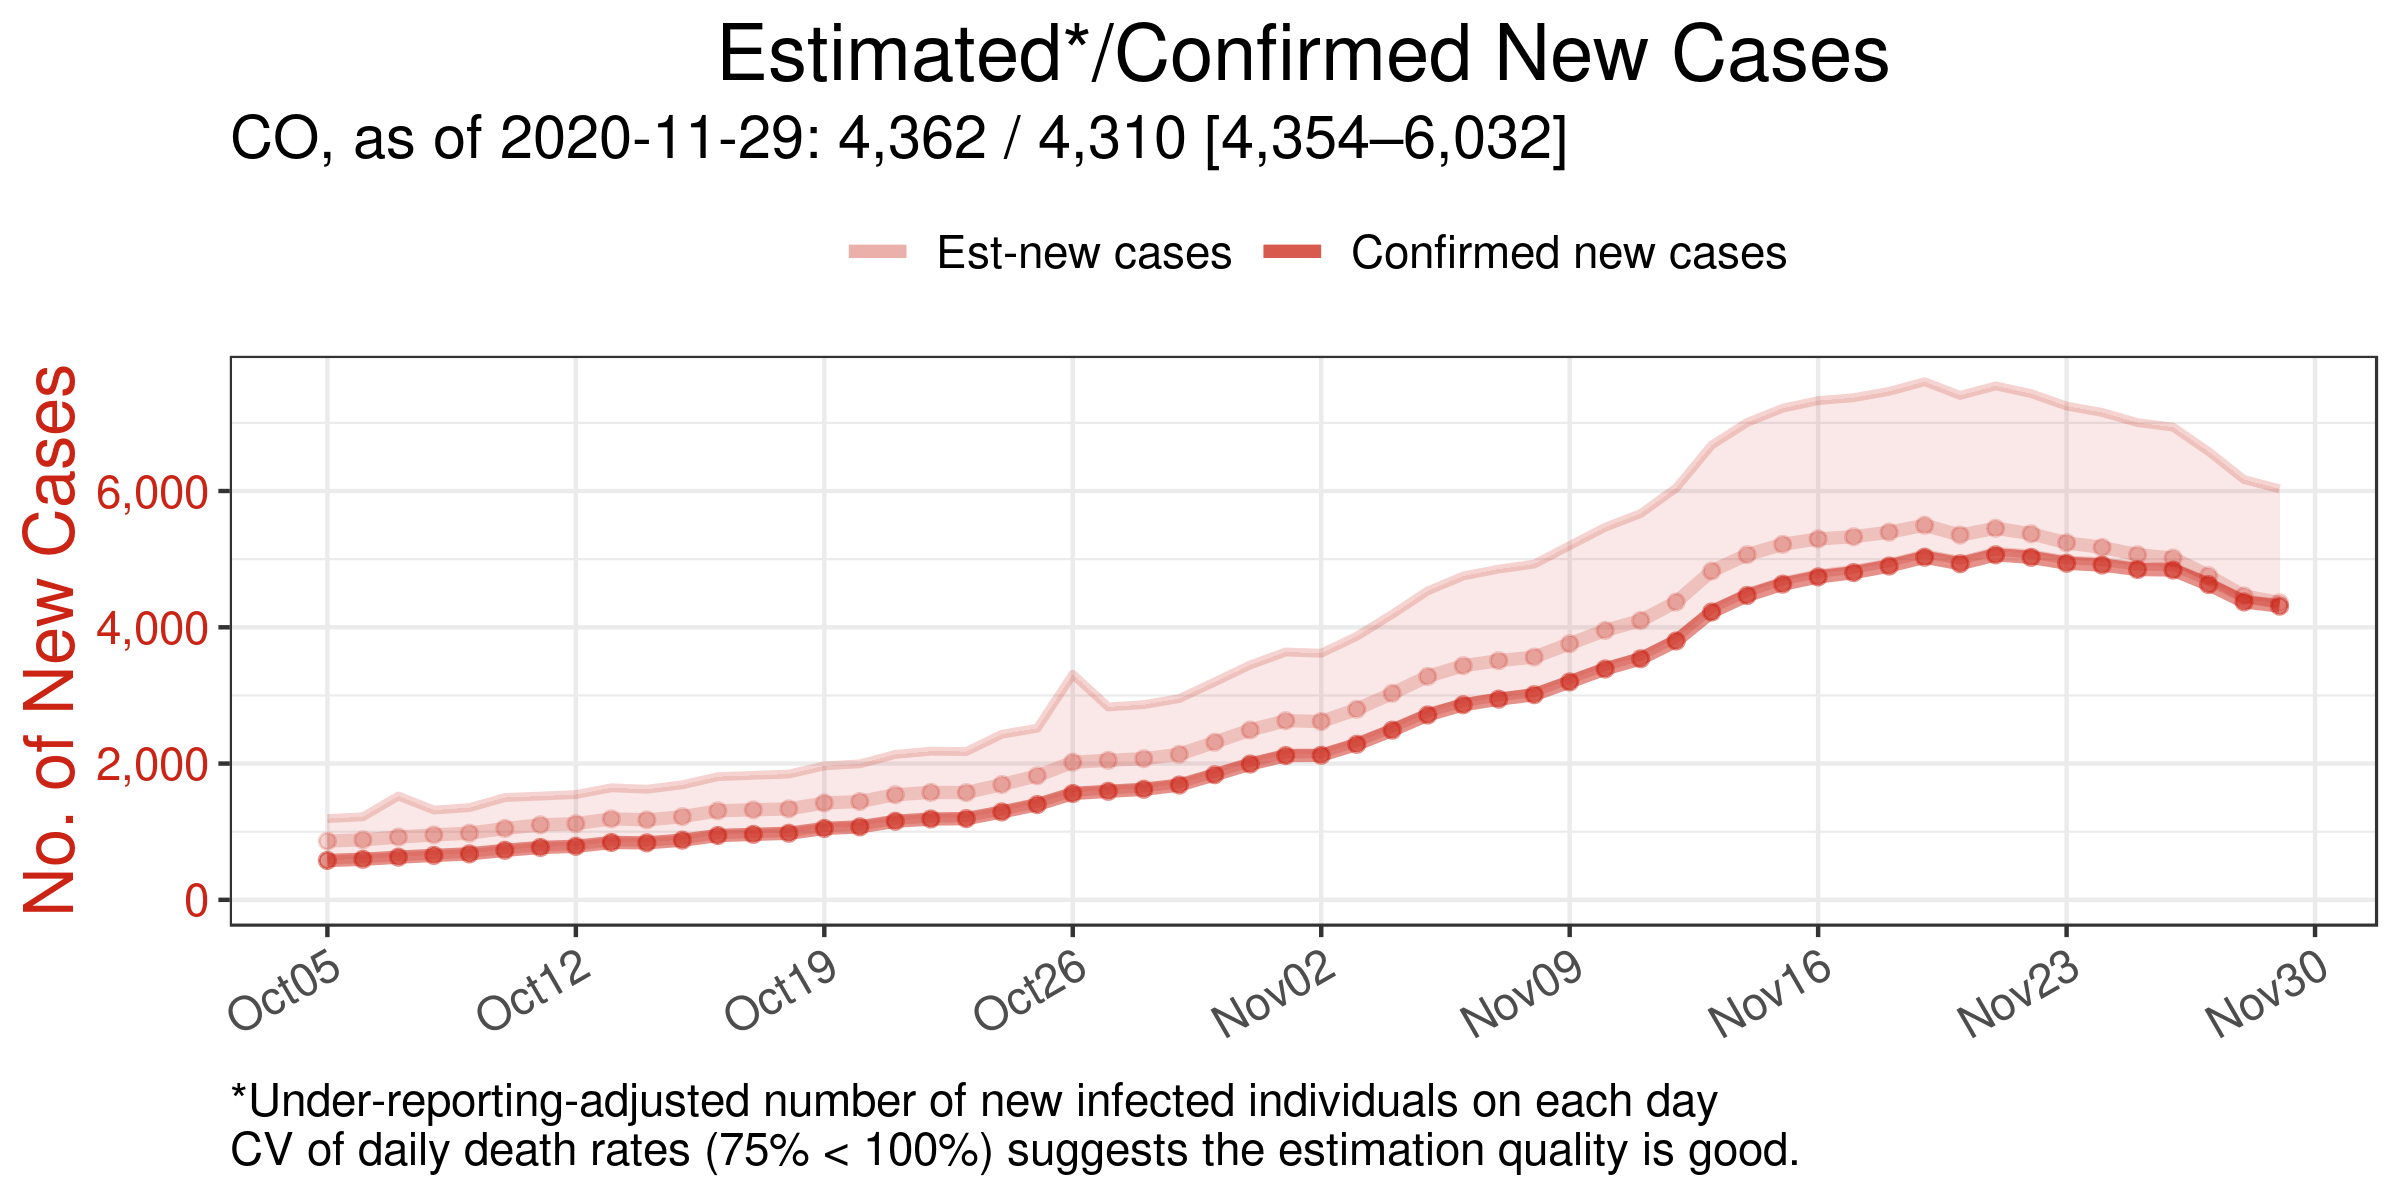 Estimated*/Confirmed New Cases
CO, as of 2020-11-29: 4,362 / 4,310 [4,354–6,032]
Est-new cases
Confirmed new cases
No. of New Cases
6,000
4,000
2,000
0
Oct05
Oct12
Oct19
Oct26
Nov02
Nov09
Nov16
Nov23
Nov30
*Under-reporting-adjusted number of new infected individuals on each day
CV of daily death rates (75% < 100%) suggests the estimation quality is good.